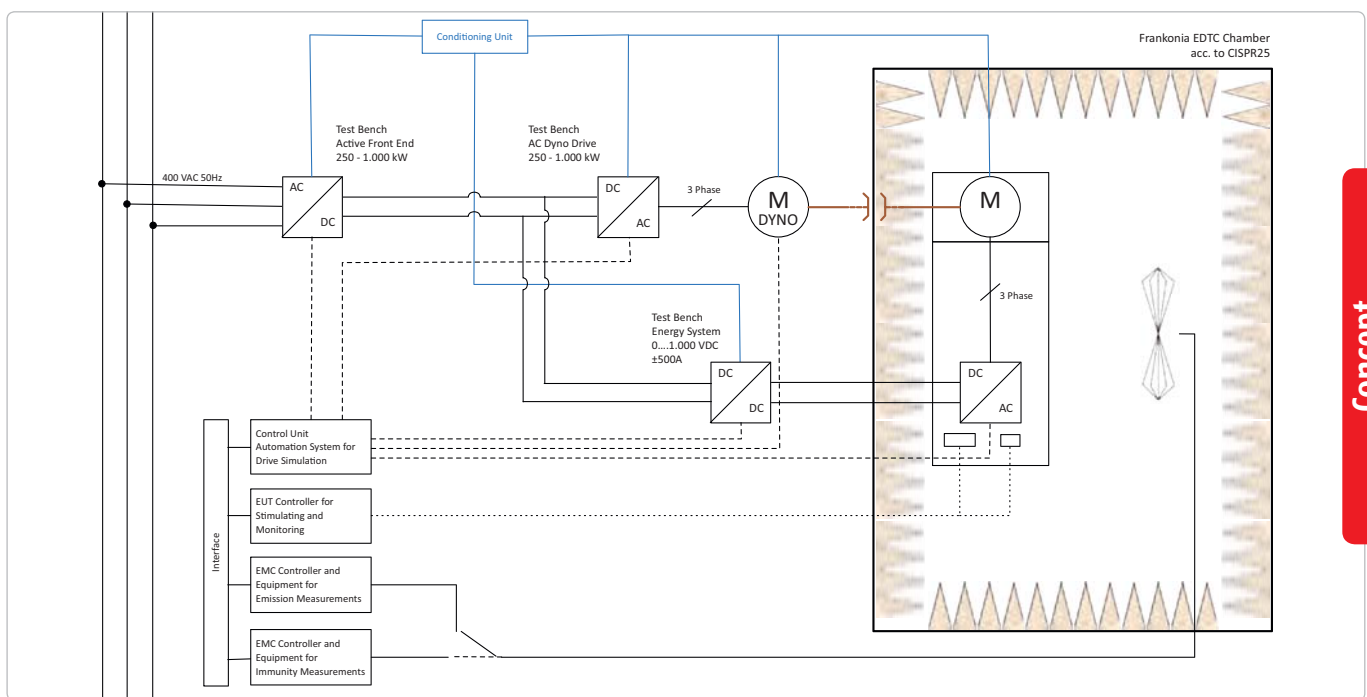 Conditioning Unit
Frankonia EDTC Chamber
acc. to CISPR25
Test Bench
Active Front End
250 - 1.000 kW
Test Bench
AC Dyno Drive
250 - 1.000 kW
400 VAC 50Hz
AC
DC
DC
AC
3 Phase
M
DYNO
M
3 Phase
Test Bench
Energy System
0....1.000 VDC
±500A
DC
DC
DC
AC
Concept
Interface
Control Unit
Automation System for
Drive Simulation
EUT Controller for
Stimulating and
Monitoring
EMC Controller and
Equipment for
Emission Measurements
EMC Controller and
Equipment for
Immunity Measurements